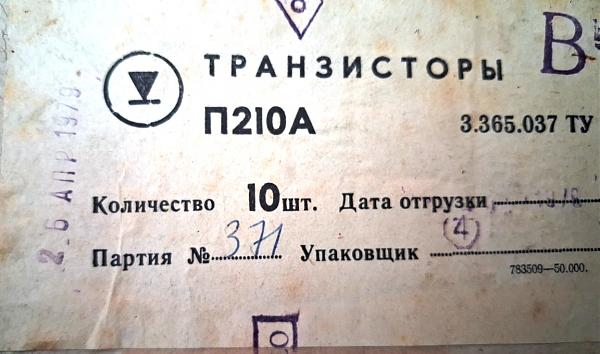 ТРАНЗИСТОРЫ
В
П210А
3.365.037 ТУ
Количество 10 шт. Дата отгрузки
Партия № 371 Упаковщик 4
783509—50.000.
26 АПР 1979